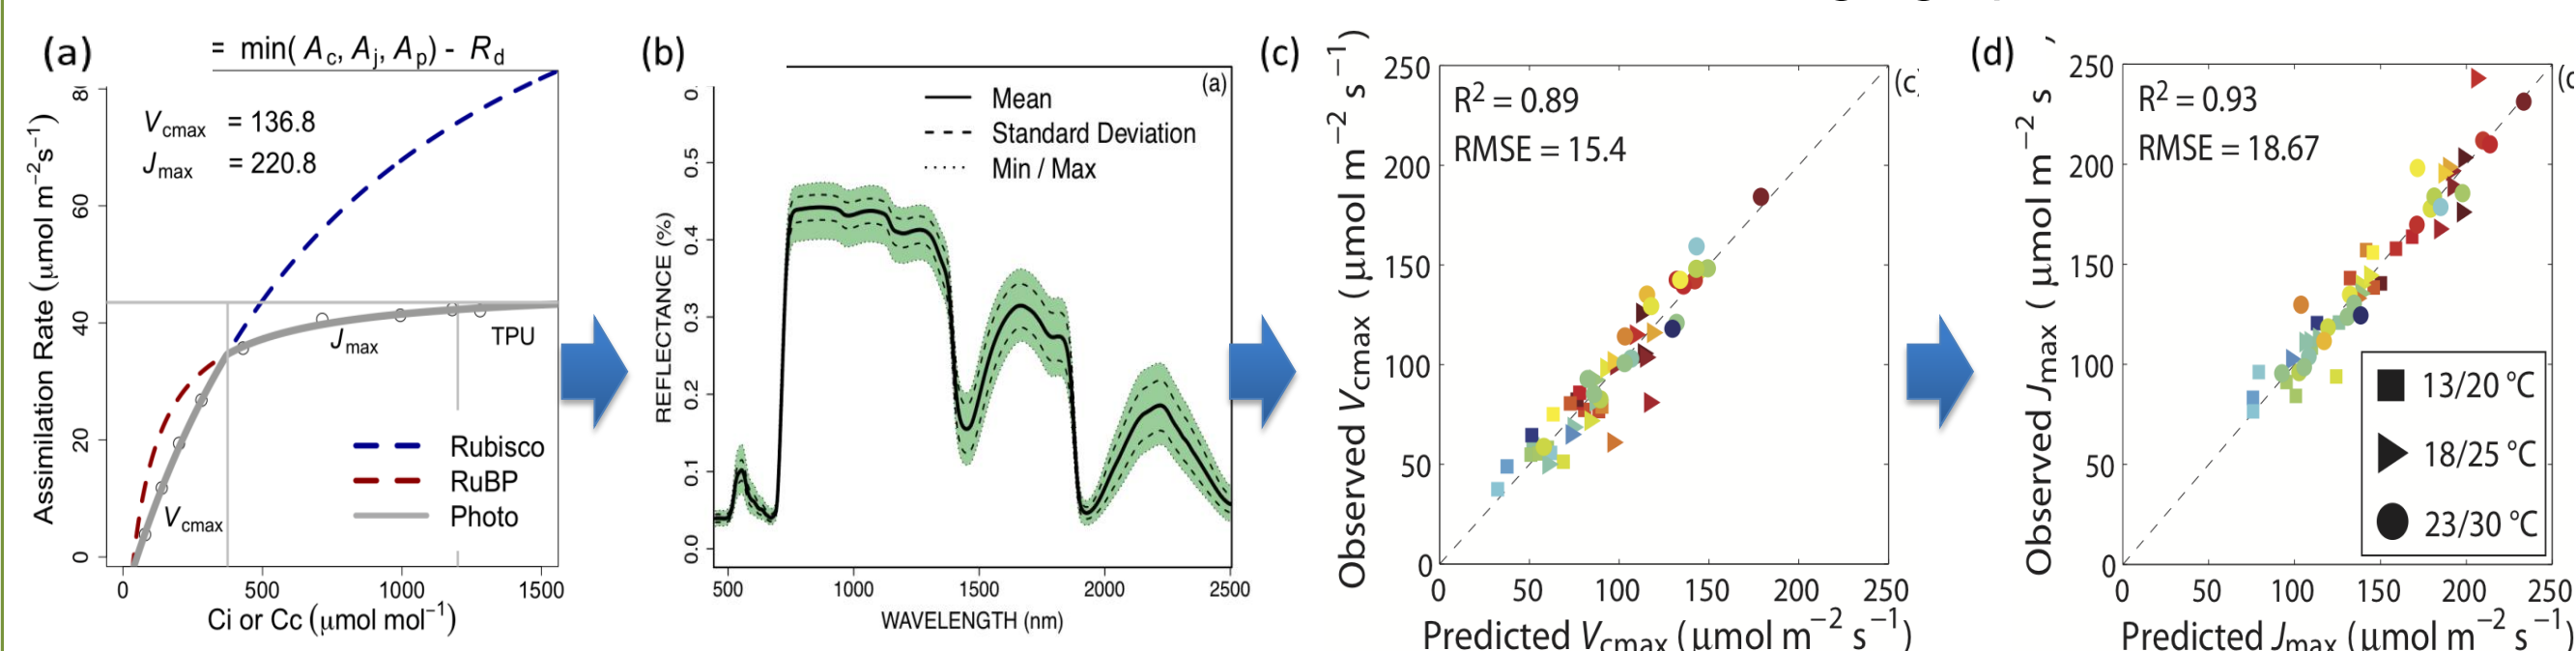 (a)
= min( Ac, Aj, Ap) - Rd
Vcmax = 136.8
Jmax = 220.8
Assimilation Rate (μmol m−2s−1)
0
20
40
60
Jmax
TPU
Vcmax
Rubisco
RuBP
Photo
0 500 1000 1500
Ci or Cc (μmol mol−1)
(b)
(a)
Mean
Standard Deviation
Min / Max
REFLECTANCE (%)
0.0
0.1
0.2
0.3
0.4
0.5
500 1000 1500 2000 2500
WAVELENGTH (nm)
(c)
R2 = 0.89
RMSE = 15.4
Observed Vcmax ( μmol m−2 s−1)
250
200
150
100
50
0
0 50 100 150 200 250
Predicted Vcmax (μmol m−2 s−1)
(d)
R2 = 0.93
RMSE = 18.67
Observed Jmax ( μmol m−2 s
250
200
150
100
50
0
13/20 °C
18/25 °C
23/30 °C
0 50 100 150 200 250
Predicted Jmax (μmol m−2 s−1)